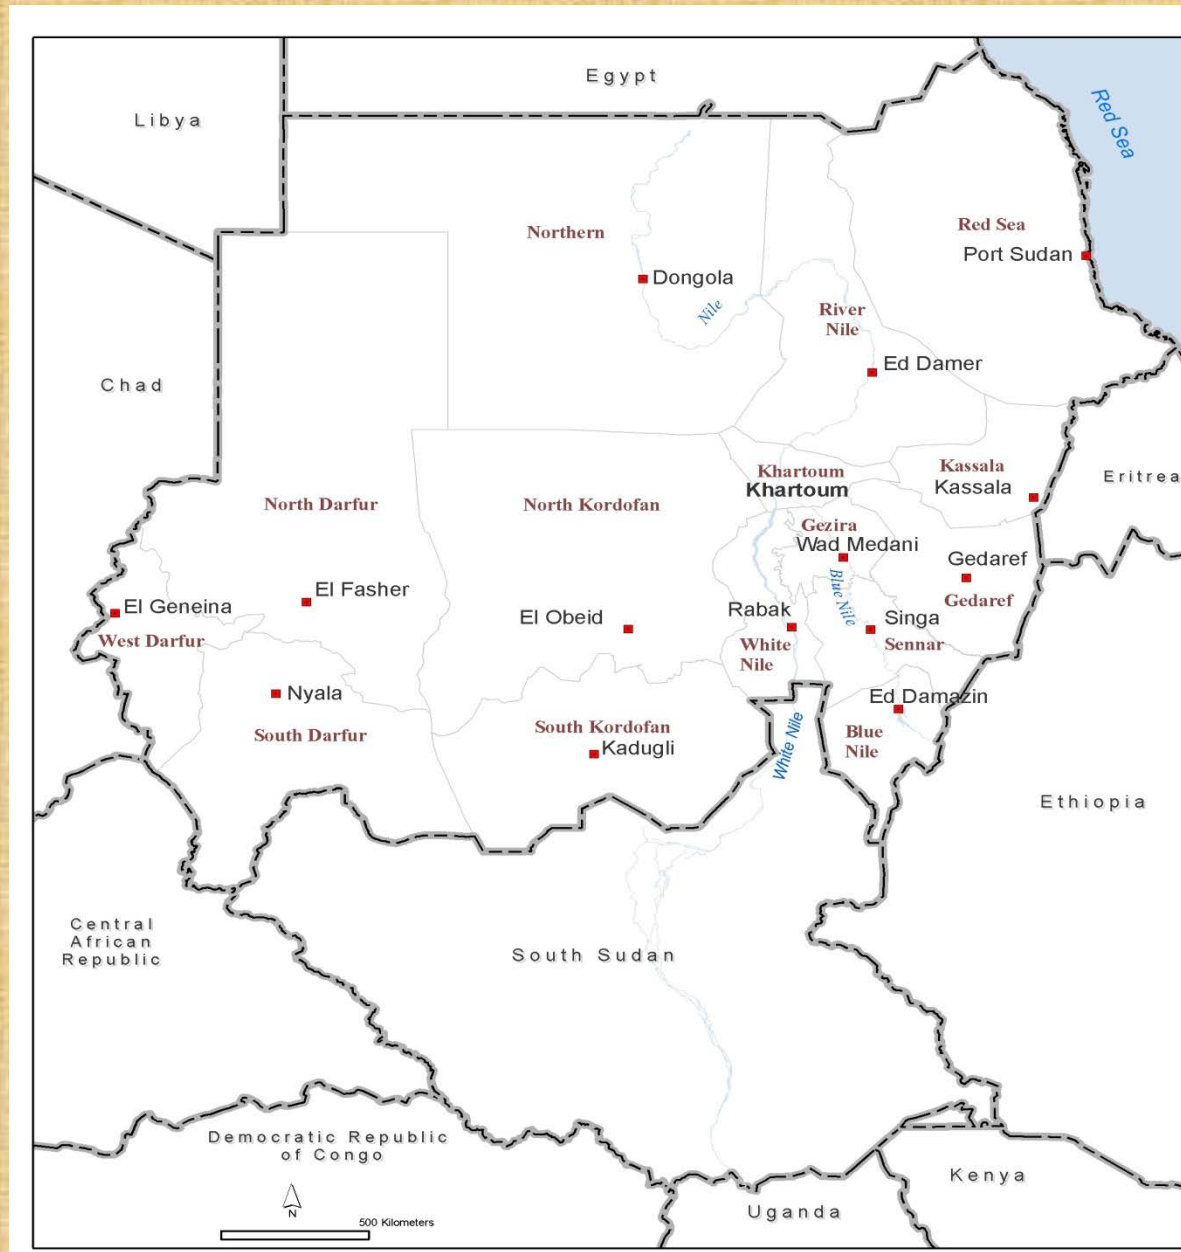 Egypt
Libya
Red Sea
Northern
Red Sea
Port Sudan
Dongola
Nile
River
Nile
Ed Damer
Chad
Khartoum
Khartoum
Kassala
Kassala
Eritrea
North Darfur
North Kordofan
Gezira
Wad Medani
Gedaref
Gedaref
El Geneina
El Fasher
El Obeid
Rabak
Blue Nile
Singa
Sennar
West Darfur
White
Nile
Nyala
Ed Damazin
South Darfur
South Kordofan
Kadugli
White Nile
Blue
Nile
Ethiopia
Central
African
Republic
South Sudan
Democratic Republic
of Congo
Kenya
Uganda
N
500 Kilometers